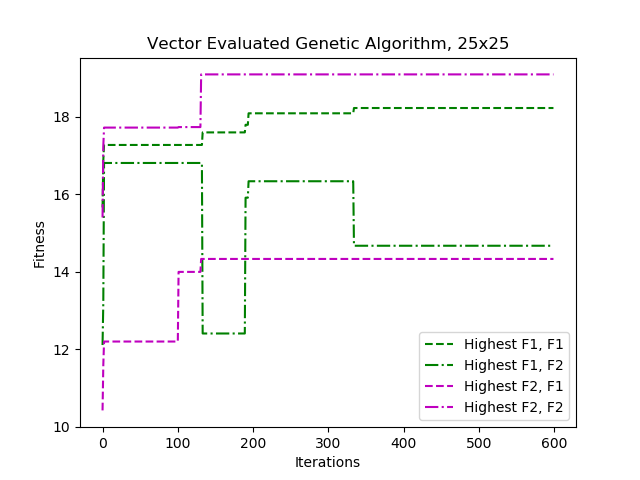 Vector Evaluated Genetic Algorithm, 25x25
Fitness
18
16
14
12
10
0 100 200 300 400 500 600
Iterations
Highest F1, F1
Highest F1, F2
Highest F2, F1
Highest F2, F2